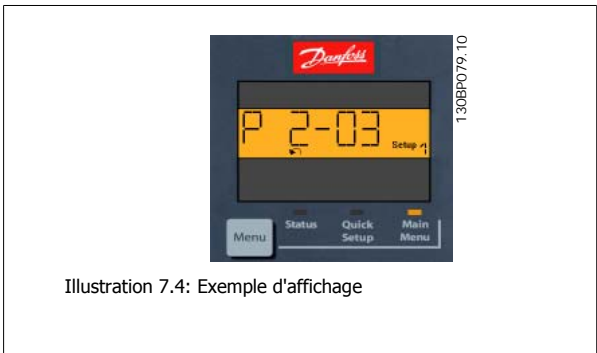 Danfoss
130BP079.10
P 2-03
Setup 1
Status
Quick Setup
Main Menu
Menu
Illustration 7.4: Exemple d'affichage